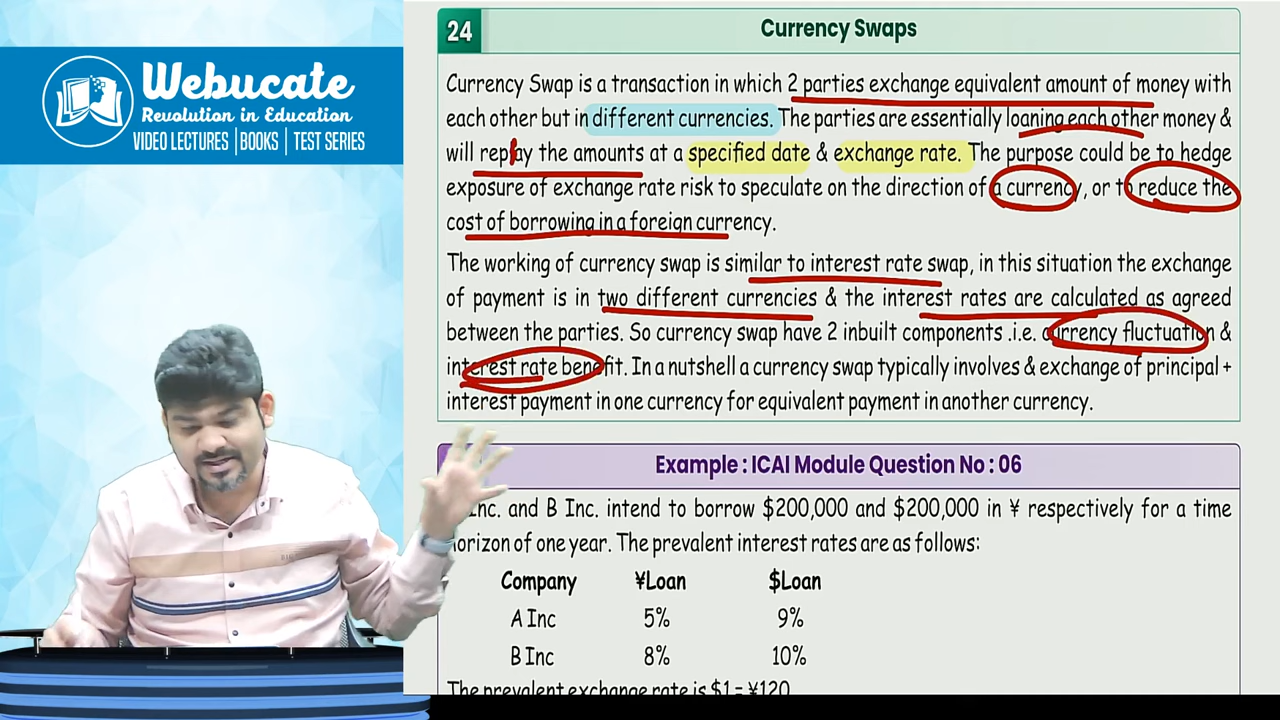 Webucate
Revolution in Education
VIDEO LECTURES | BOOKS | TEST SERIES
24
Currency Swaps
Currency Swap is a transaction in which 2 parties exchange equivalent amount of money with
each other but in different currencies. The parties are essentially loaning each other money &
will repay the amounts at a specified date & exchange rate. The purpose could be to hedge
exposure of exchange rate risk to speculate on the direction of a currency, or to reduce the
cost of borrowing in a foreign currency.
The working of currency swap is similar to interest rate swap, in this situation the exchange
of payment is in two different currencies & the interest rates are calculated as agreed
between the parties. So currency swap have 2 inbuilt components .i.e. currency fluctuation &
interest rate benefit. In a nutshell a currency swap typically involves & exchange of principal +
interest payment in one currency for equivalent payment in another currency.
Example : ICAI Module Question No : 06
Inc. and B Inc. intend to borrow $200,000 and $200,000 in ¥ respectively for a time
horizon of one year. The prevalent interest rates are as follows:
Company ¥Loan $Loan
A Inc 5% 9%
B Inc 8% 10%
The prevalent exchange rate is $1 = ¥120